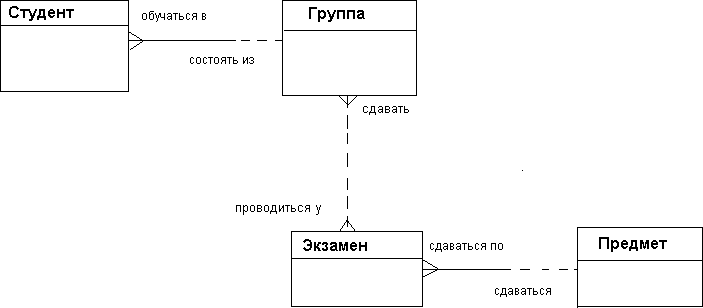 Студент
обучаться в
Группа
состоять из
сдавать
проводиться у
Экзамен
сдаваться по
Предмет
сдаваться